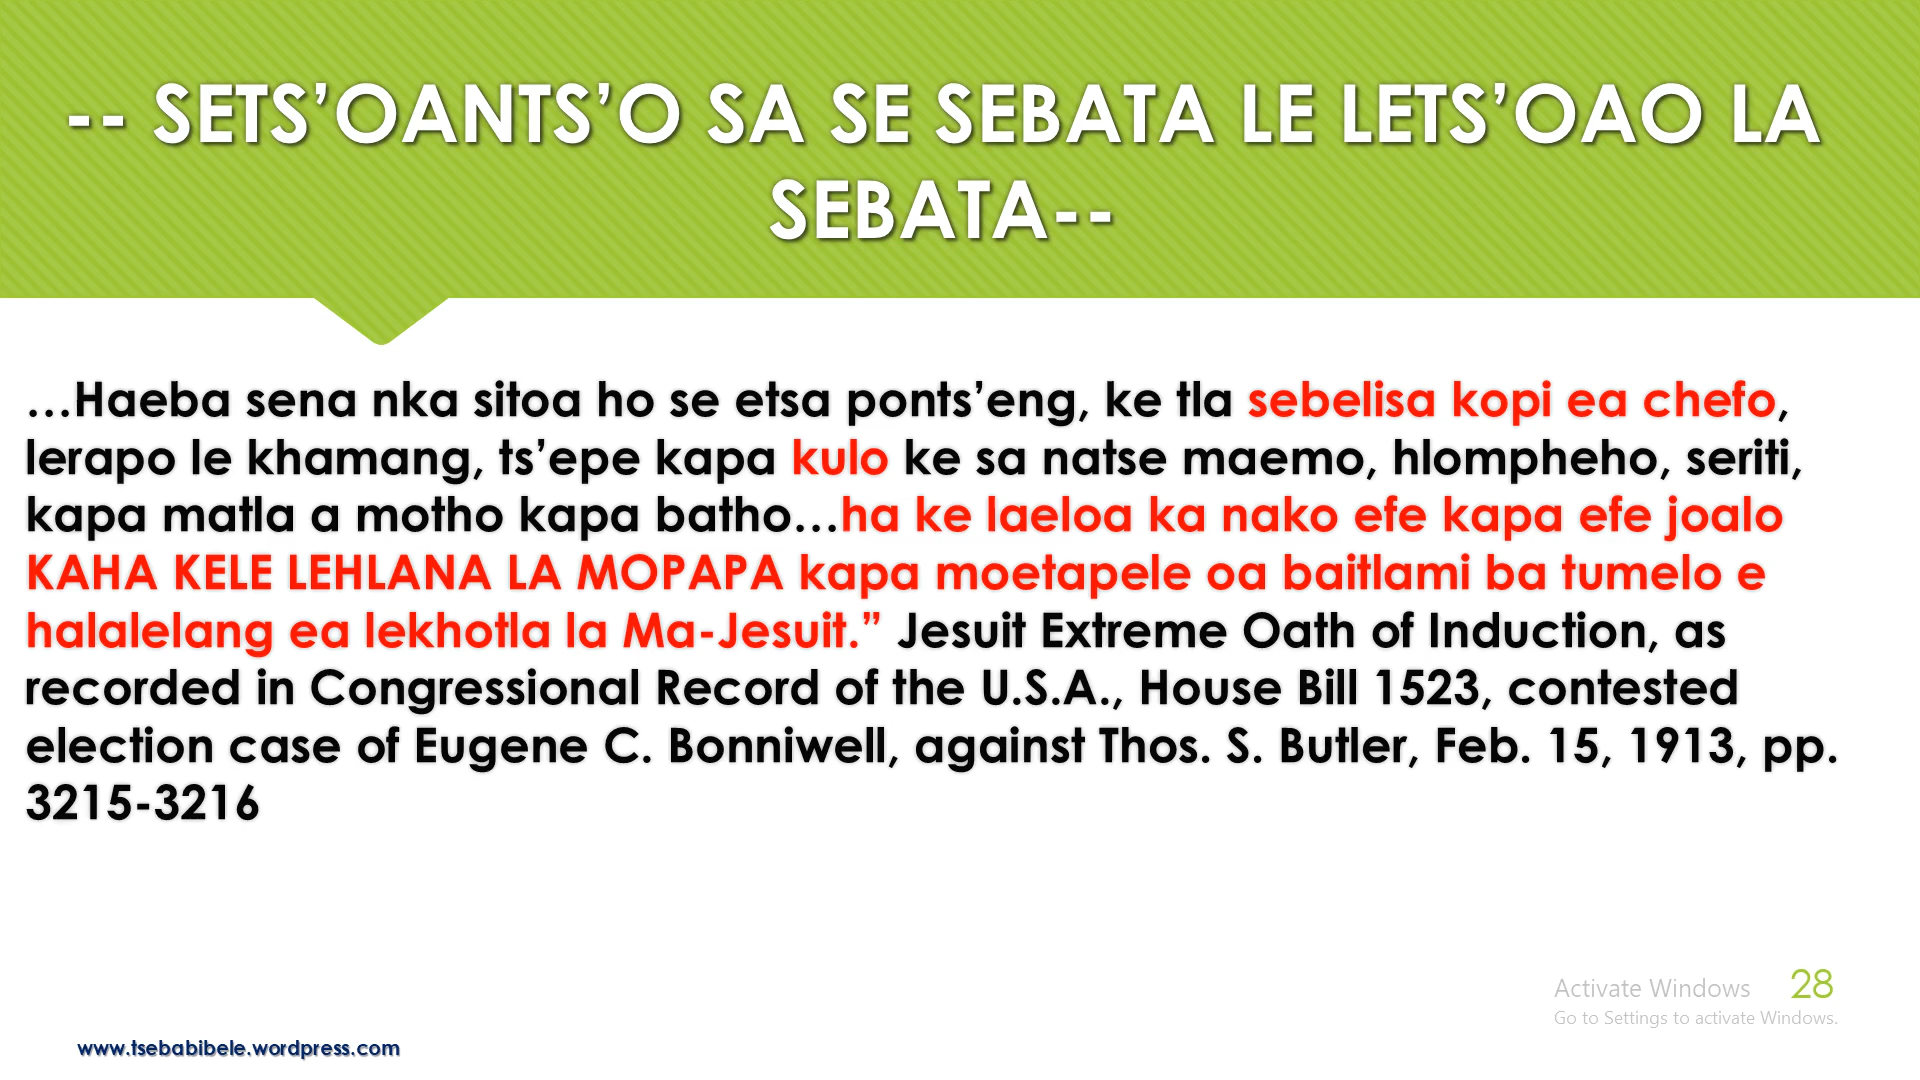 -- SETS’OANTS’O SA SE SEBATA LE LETS’OAO LA
SEBATA--
…Haeba sena nka sitoa ho se etsa ponts’eng, ke tla sebelisa kopi ea chefo,
lerapo le khamang, ts’epe kapa kulo ke sa natse maemo, hlompheho, seriti,
kapa matla a motho kapa batho…ha ke laeloa ka nako efe kapa efe joalo
KAHA KELE LEHLANA LA MOPAPA kapa moetapele oa baitlami ba tumelo e
halalelang ea lekhotla la Ma-Jesuit.” Jesuit Extreme Oath of Induction, as
recorded in Congressional Record of the U.S.A., House Bill 1523, contested
election case of Eugene C. Bonniwell, against Thos. S. Butler, Feb. 15, 1913, pp.
3215-3216
Activate Windows 28
Go to Settings to activate Windows.
www.tsebabibele.wordpress.com